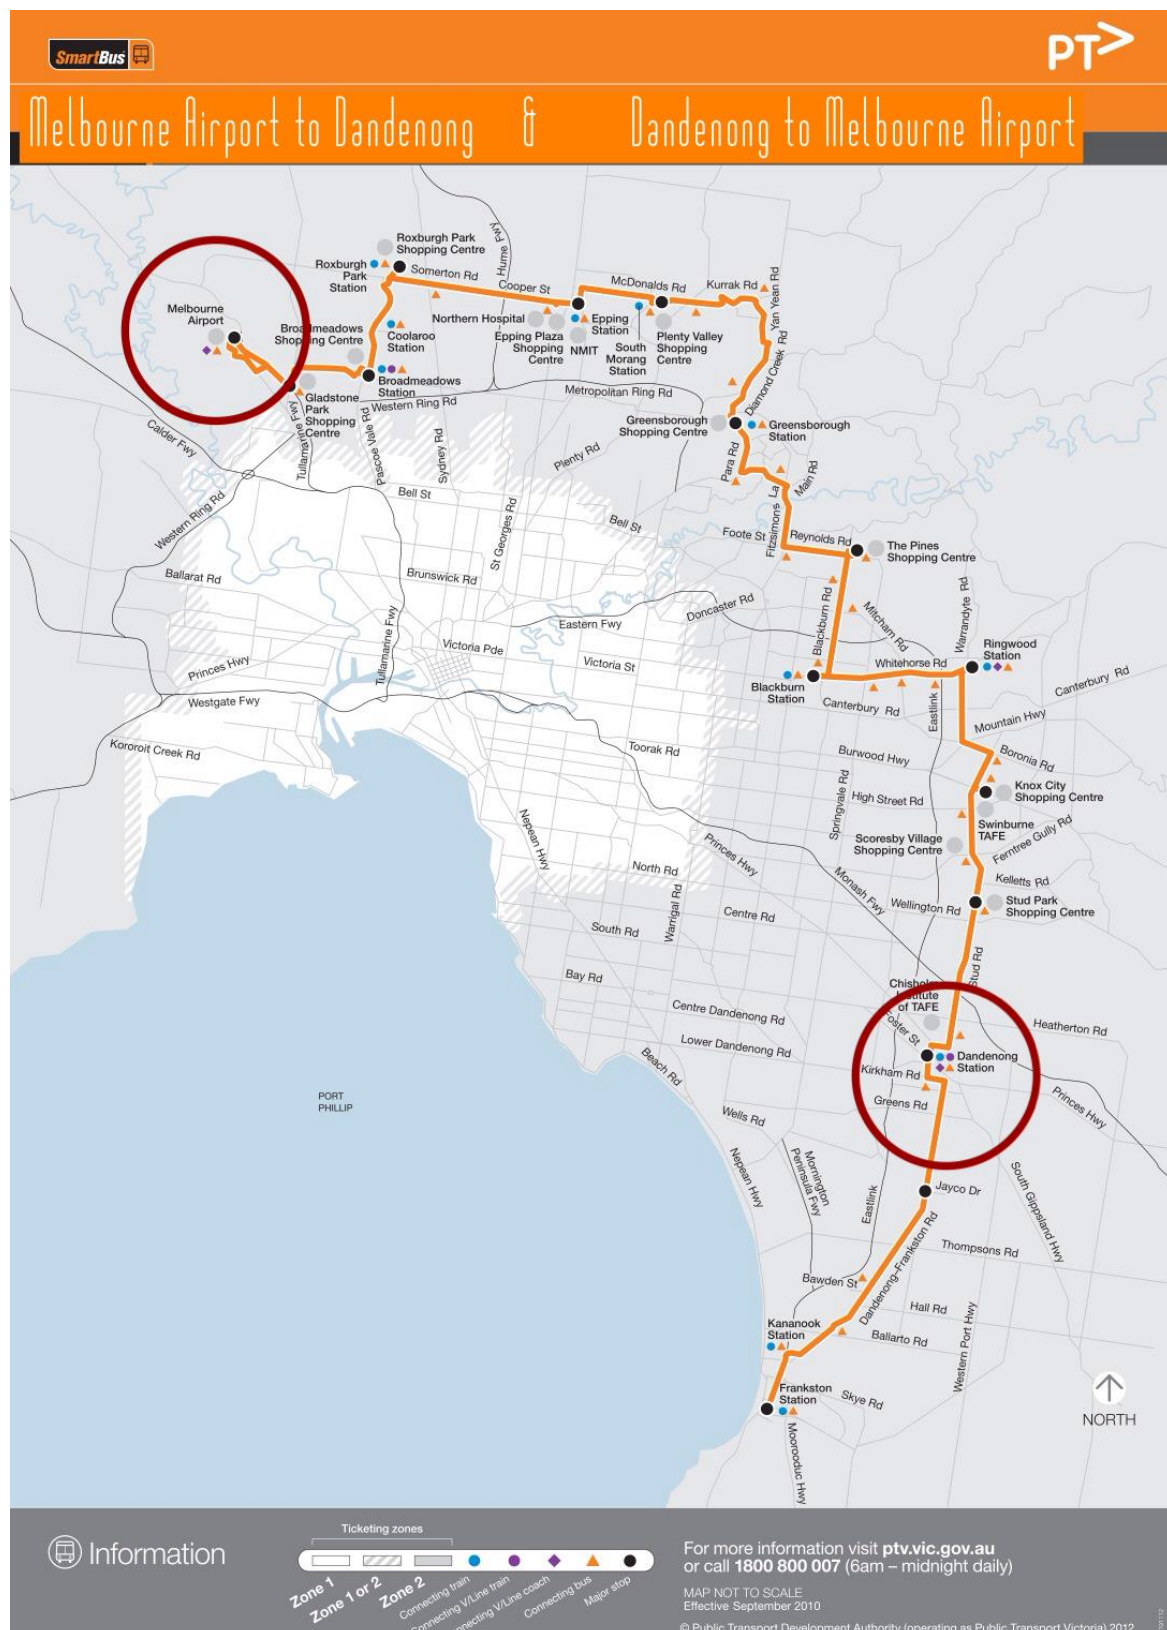 SmartBus
PT>
Melbourne Airport to Dandenong & Dandenong to Melbourne Airport
Roxburgh Park
Shopping Centre
Hume Fwy
Roxburgh
Park
Station
Somerton Rd
Cooper St
McDonalds Rd
Kurrak Rd
Yan Yean Rd
Melbourne
Airport
Broadmeadows
Shopping Centre
Coolaroo
Station
Northern Hospital
Epping Plaza
Shopping
Centre
NMIT
Epping
Station
South
Morang
Station
Plenty Valley
Shopping
Centre
Diamond Creek Rd
Broadmeadows
Station
Gladstone
Park
Shopping
Centre
Western Ring Rd
Metropolitan Ring Rd
Greensborough
Shopping Centre
Greensborough
Station
Calder Fwy
Tullamarine Fwy
Pascoe Vale Rd
Sydney Rd
Plenty Rd
Para Rd
Main Rd
Western Ring Rd
Bell St
St Georges Rd
Bell St
Fitzsimons La
Foote St
Reynolds Rd
The Pines
Shopping Centre
Ballarat Rd
Brunswick Rd
Doncaster Rd
Blackburn Rd
Mitcham Rd
Warrandyte Rd
Eastern Fwy
Tullamarine Fwy
Victoria Pde
Victoria St
Princes Hwy
Westgate Fwy
Whitehorse Rd
Ringwood
Station
Blackburn
Station
Canterbury Rd
Eastlink
Canterbury Rd
Mountain Hwy
Kororoit Creek Rd
Toorak Rd
Burwood Hwy
Boronia Rd
Springvale Rd
High Street Rd
Knox City
Shopping Centre
Swinburne
TAFE
Nepean Hwy
Princes Hwy
Scoresby Village
Shopping Centre
Ferntree Gully Rd
North Rd
Monash Fwy
Kelletts Rd
Warrigal Rd
Centre Rd
Wellington Rd
Stud Park
Shopping Centre
South Rd
Stud Rd
Bay Rd
Chisholm
Institute
of TAFE
Centre Dandenong Rd
Foster St
Heatherton Rd
Lower Dandenong Rd
Beach Rd
Dandenong
Station
Kirkham Rd
PORT
PHILLIP
Greens Rd
Princes Hwy
Wells Rd
Nepean Hwy
Mornington
Peninsula Fwy
Eastlink
Jayco Dr
South Gippsland Hwy
Dandenong–Frankston Rd
Thompsons Rd
Bawden St
Hall Rd
Kananook
Station
Ballarto Rd
Western Port Hwy
Frankston
Station
Skye Rd
Moorooduc Hwy
NORTH
Information
Ticketing zones
Zone 1
Zone 1 or 2
Zone 2
Connecting train
Connecting V/Line train
Connecting V/Line coach
Connecting bus
Major stop
For more information visit ptv.vic.gov.au
or call 1800 800 007 (6am – midnight daily)
MAP NOT TO SCALE
Effective September 2010
© Public Transport Development Authority (operating as Public Transport Victoria) 2012